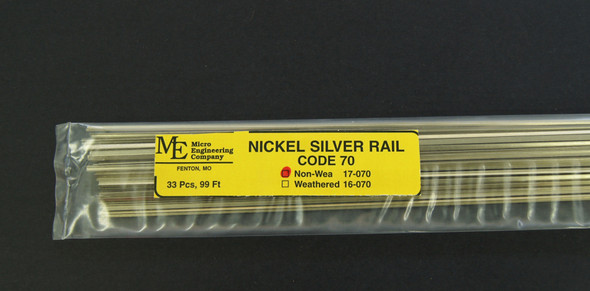 ME Micro
Engineering
Company
FENTON, MO
33 Pcs, 99 Ft
NICKEL SILVER RAIL
CODE 70
Non-Wea 17-070
Weathered 16-070